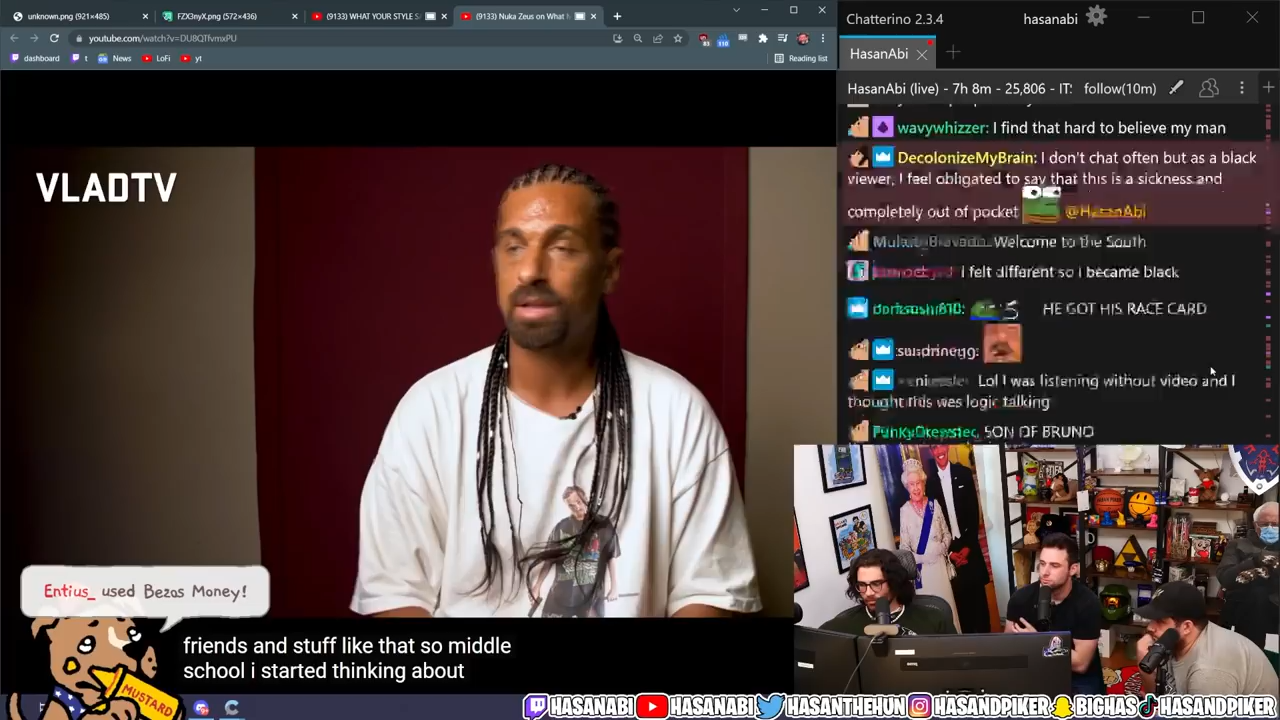 unknown.png (921×485)
FZX3nyX.png (572×436)
(9133) WHAT YOUR STYLE S
(9133) Nuka Zeus on What
youtube.com/watch?v=DU8QTfvmxPU
dashboard
t
News
LoFi
yt
Reading list
VLADTV
Entius_ used Bezos Money!
MUSTARD
friends and stuff like that so middle
school i started thinking about
Chatterino 2.3.4
hasanabi
HasanAbi
HasanAbi (live) - 7h 8m - 25,806 - IT:
follow(10m)
wavywhizzer: I find that hard to believe my man
DecolonizeMyBrain: I don't chat often but as a black
viewer, I feel obligated to say that this is a sickness and
completely out of pocket @HasanAbi
Welcome to the South
I felt different so i became black
HE GOT HIS RACE CARD
Lol I was listening without video and I
thought this was logic talking
SON OF BRUNO
HASANABI
HASANABI
HASANTHEHUN
HASANDPIKER
BIGHAS
HASANDPIKER